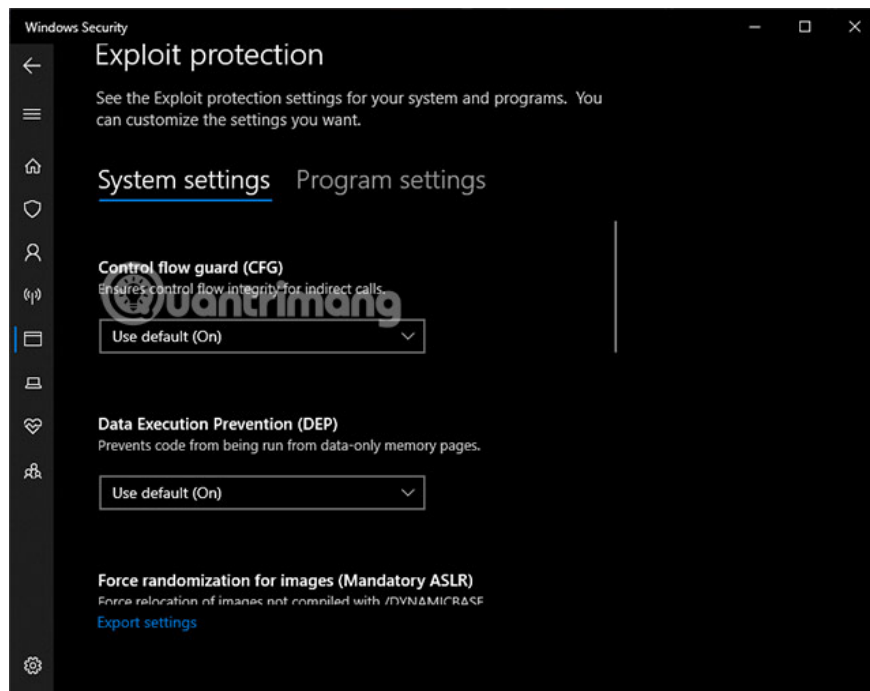 Windows Security
Exploit protection
See the Exploit protection settings for your system and programs. You
can customize the settings you want.
System settings Program settings
Control flow guard (CFG)
Ensures control flow integrity for indirect calls.
Quantrimang
Use default (On)
Data Execution Prevention (DEP)
Prevents code from being run from data-only memory pages.
Use default (On)
Force randomization for images (Mandatory ASLR)
Force relocation of images not compiled with /DYNAMICBASE
Export settings